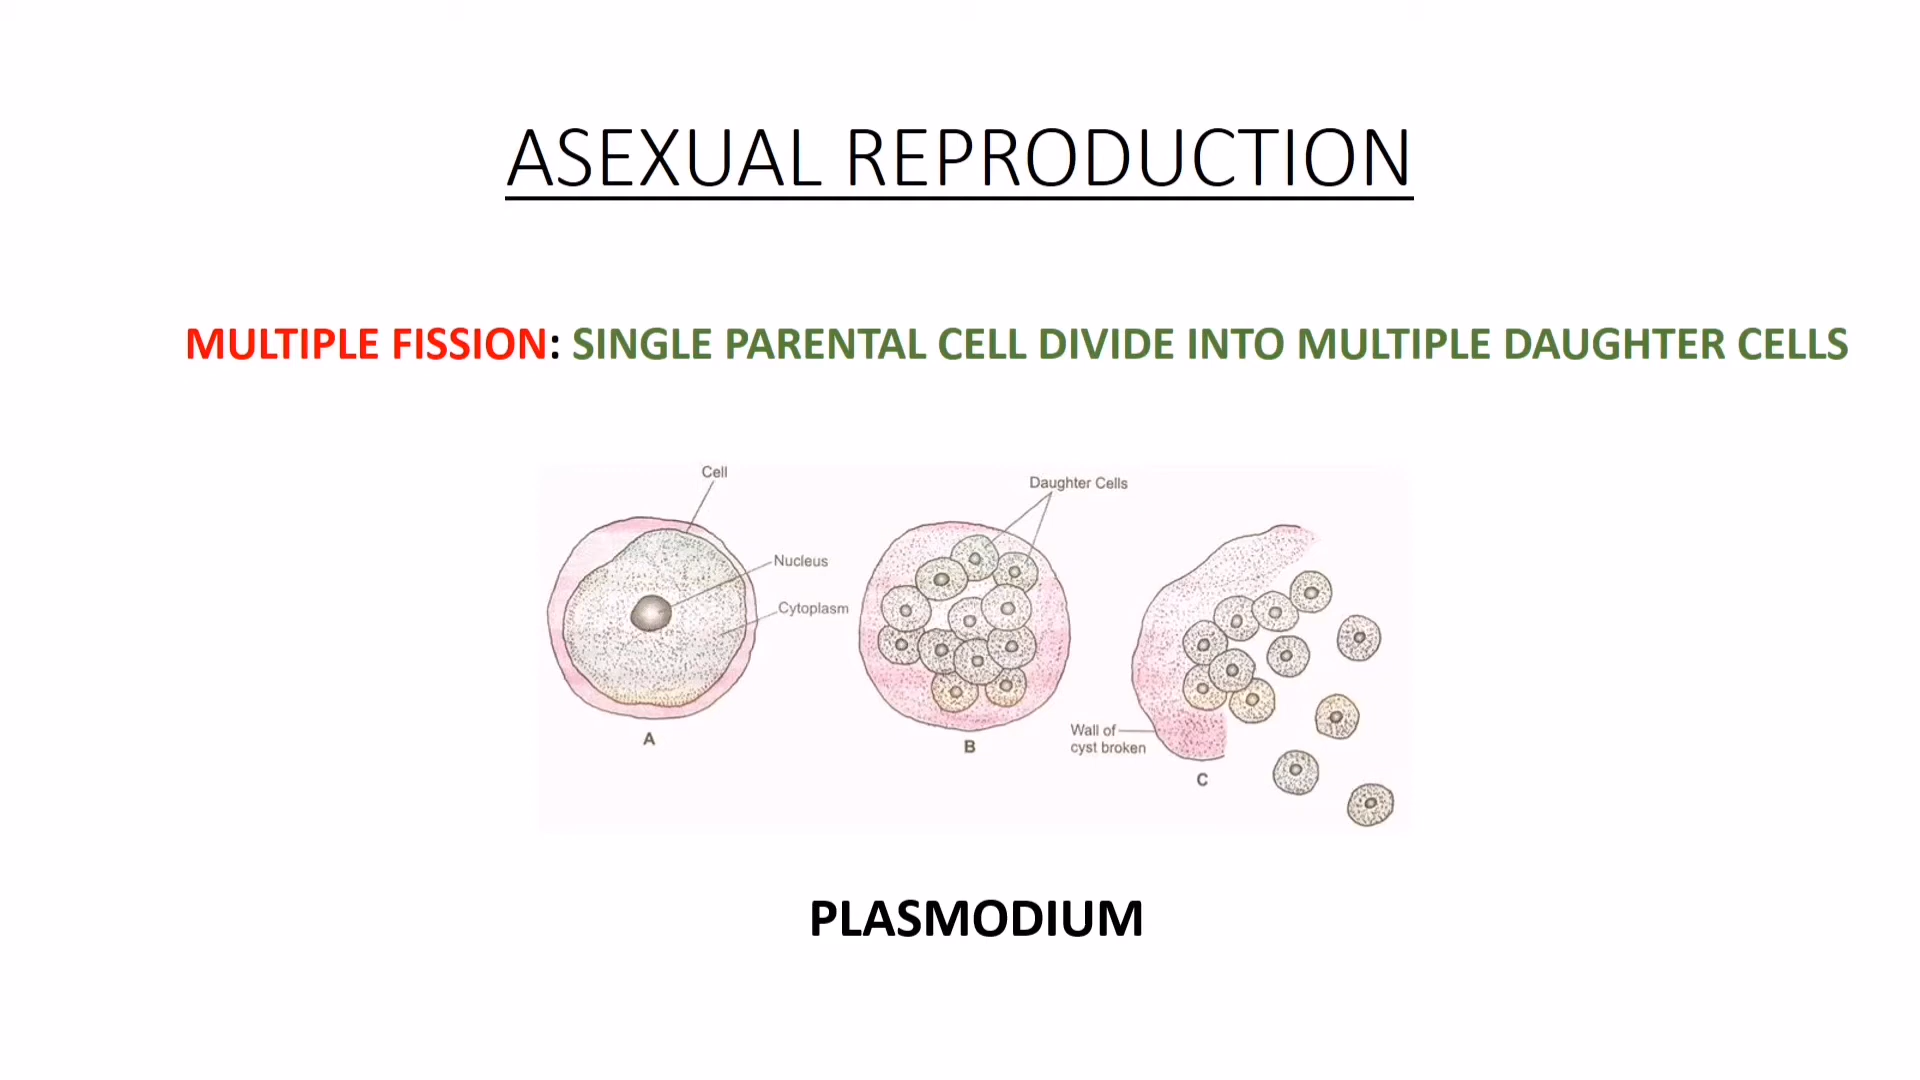 ASEXUAL REPRODUCTION
MULTIPLE FISSION: SINGLE PARENTAL CELL DIVIDE INTO MULTIPLE DAUGHTER CELLS
Cell
Nucleus
Cytoplasm
A
Daughter Cells
B
Wall of
cyst broken
C
PLASMODIUM